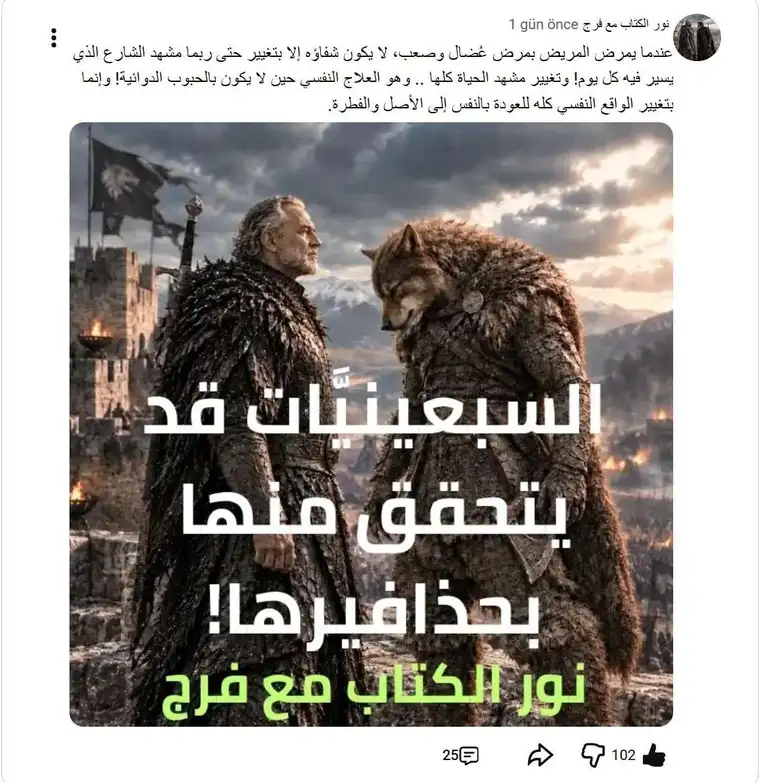 نور الكتاب مع فرج 1 gün önce
عندما يمرض المريض بمرض عُضال وصعب، لا يكون شفاؤه إلا بتغيير حتى ربما مشهد الشارع الذي
يسير فيه كل يوم! وتغيير مشهد الحياة كلها .. وهو العلاج النفسي حين لا يكون بالحبوب الدوائية! وإنما
بتغيير الواقع النفسي كله للعودة بالنفس إلى الأصل والفطرة.
السبعينيَّات قد
يتحقق منها
بحذافيرها!
نور الكتاب مع فرج
102 25